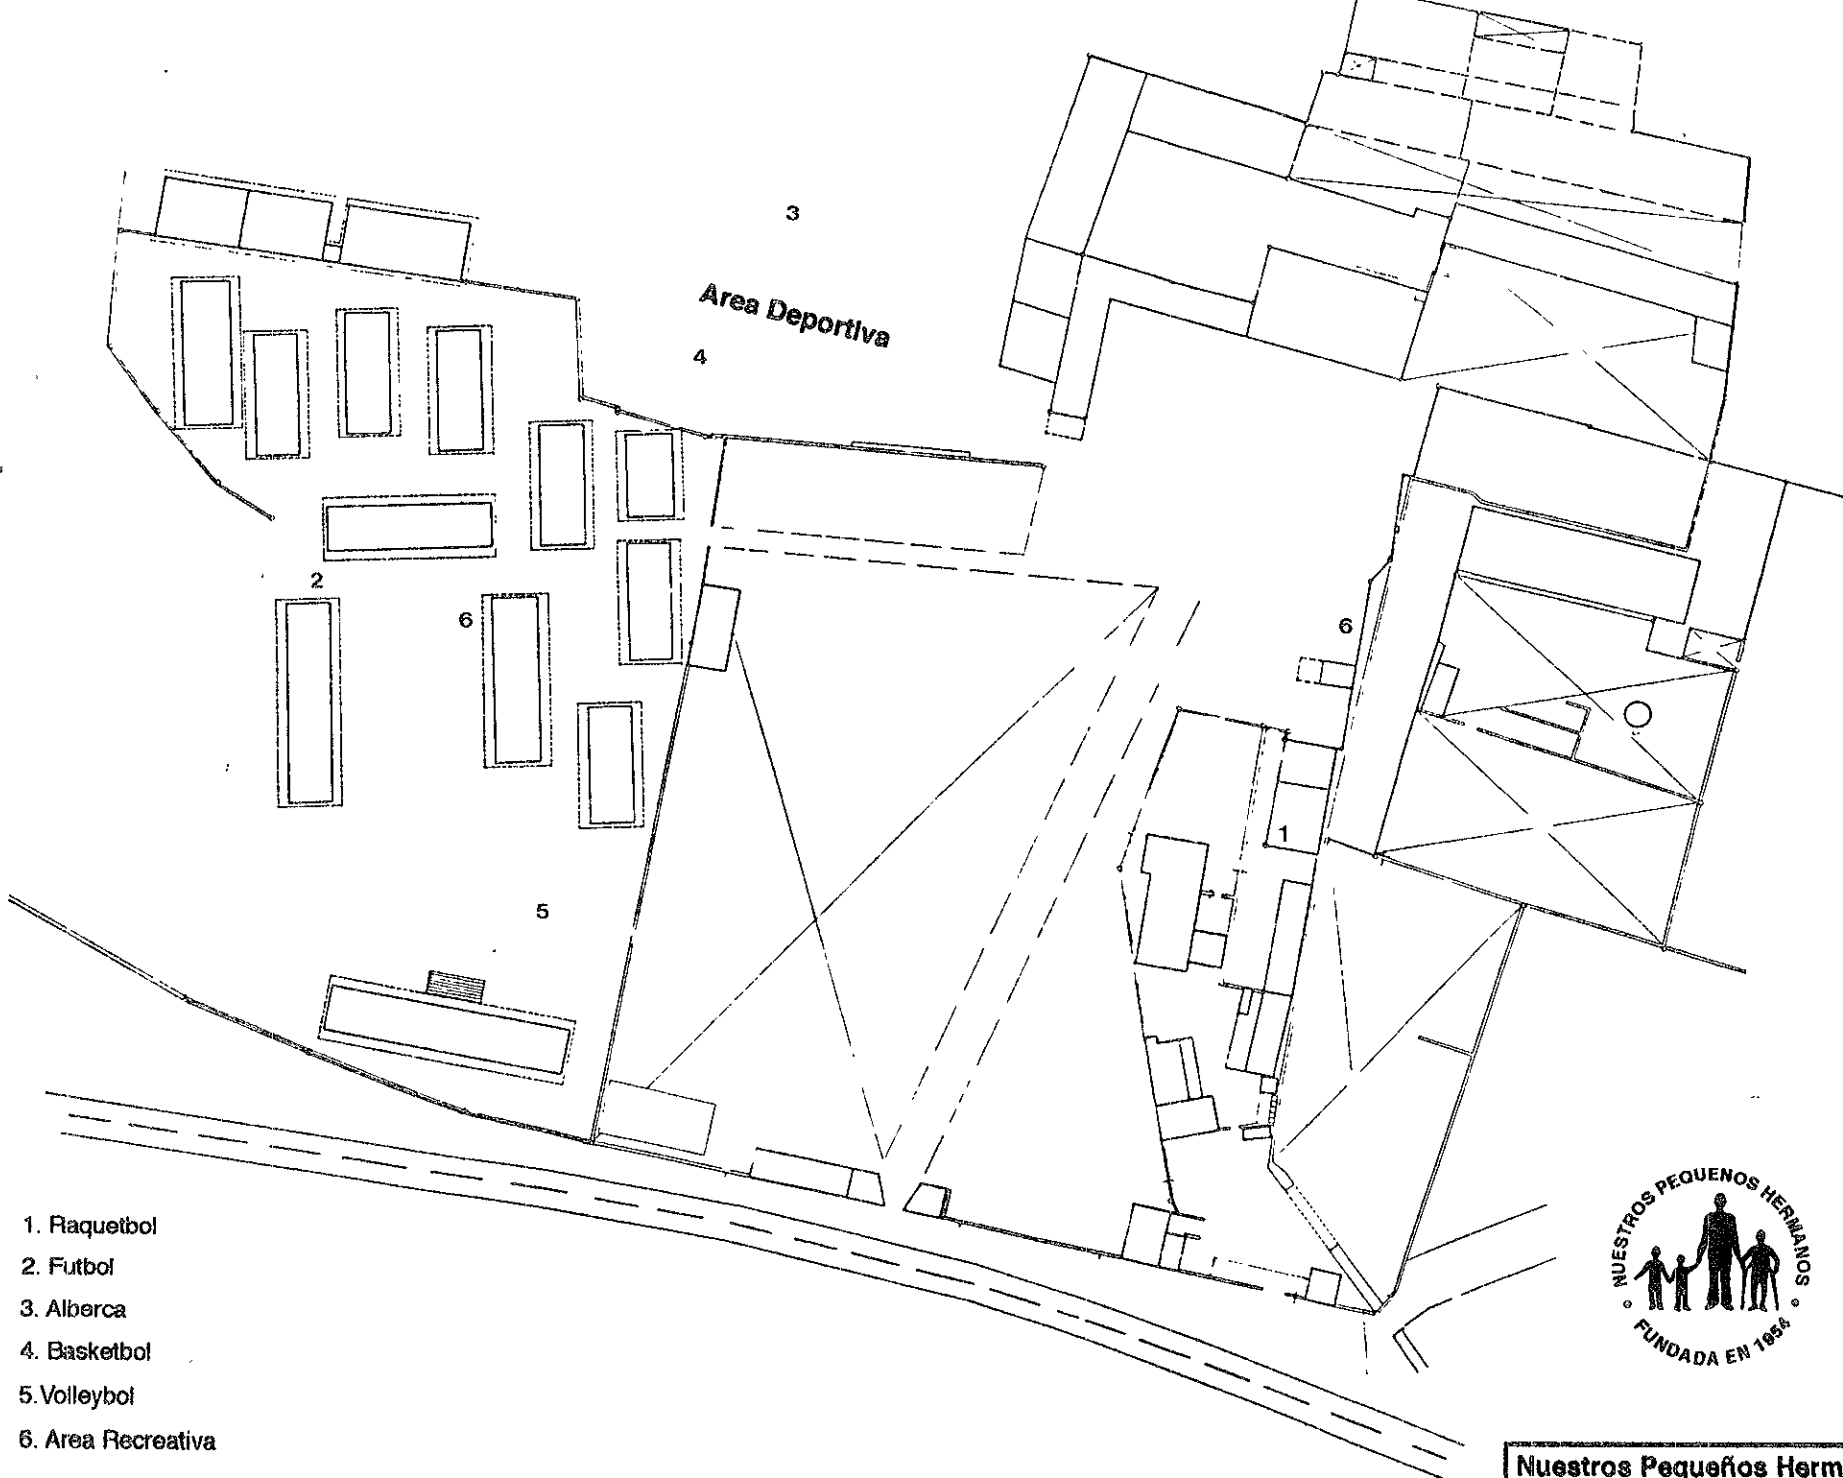 3
Area Deportiva
4
2
6
6
1
5
1. Raquetbol
2. Futbol
3. Alberca
4. Basketbol
5.Volleybol
6. Area Recreativa
NUESTROS PEQUENOS HERMANOS
FUNDADA EN 1954
Nuestros Pequeños Herm